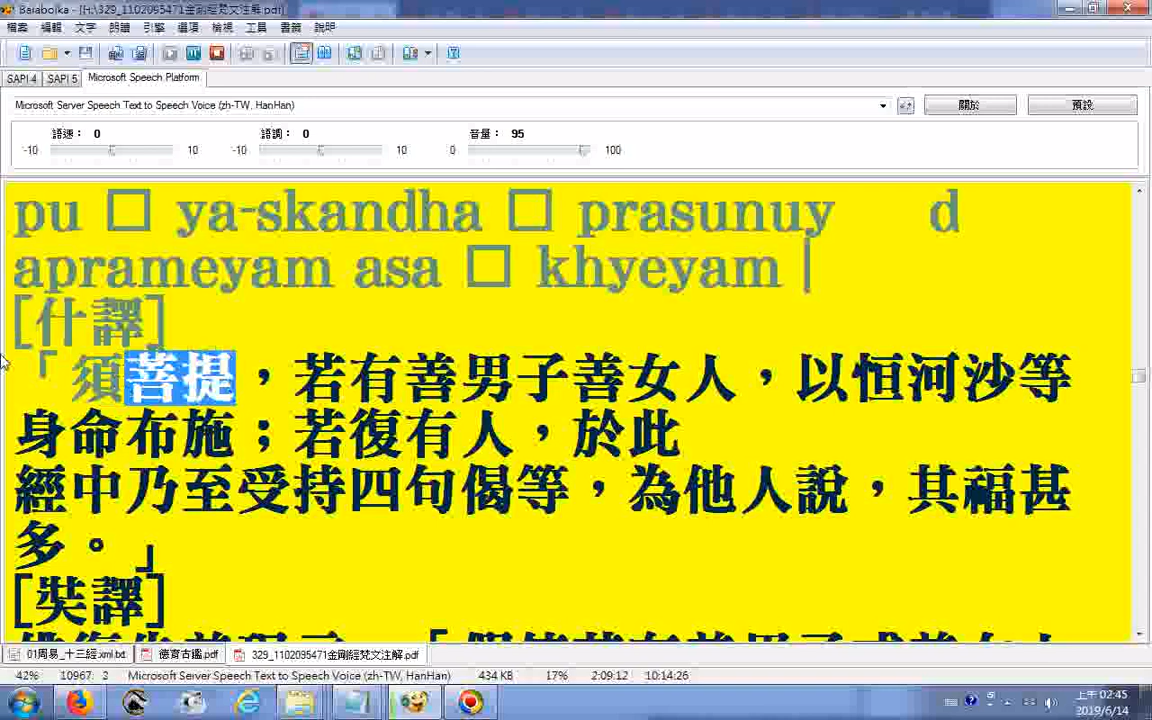 Balabolka - [H:\329_1102095471金剛經梵文注解.pdf]
檔案 編輯 文字 朗讀 引擎 選項 檢視 工具 書籤 說明
SAPI 4 SAPI 5 Microsoft Speech Platform
Microsoft Server Speech Text to Speech Voice (zh-TW, HanHan) 關於 預設
語速： 0 語調： 0 音量： 95
-10 10 -10 10 0 100
pu □ ya-skandha □ prasunuy d
aprameyam asa □ khyeyam |
[什譯]
「須菩提，若有善男子善女人，以恒河沙等
身命布施；若復有人，於此
經中乃至受持四句偈等，為他人說，其福甚
多。」
[奘譯]
01周易_十三經.xml.txt 德育古鑑.pdf 329_1102095471金剛經梵文注解.pdf
42% 10967: 2 Microsoft Server Speech Text to Speech Voice (zh-TW, HanHan) 434 KB 17% 2:09:12 10:14:26
上午 02:45
2019/6/14